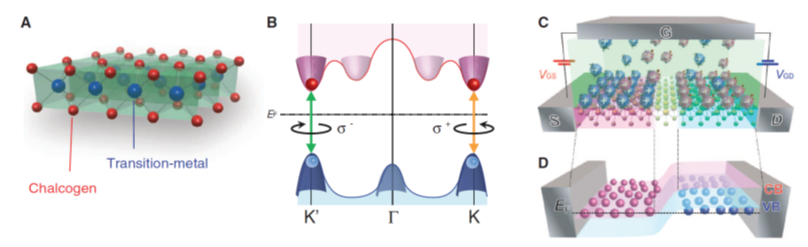 A
Chalcogen
Transition-metal
B
E_F
σ -
σ +
K'
Γ
K
C
G
V_GS
V_GD
S
D
D
E_F
CB
VB